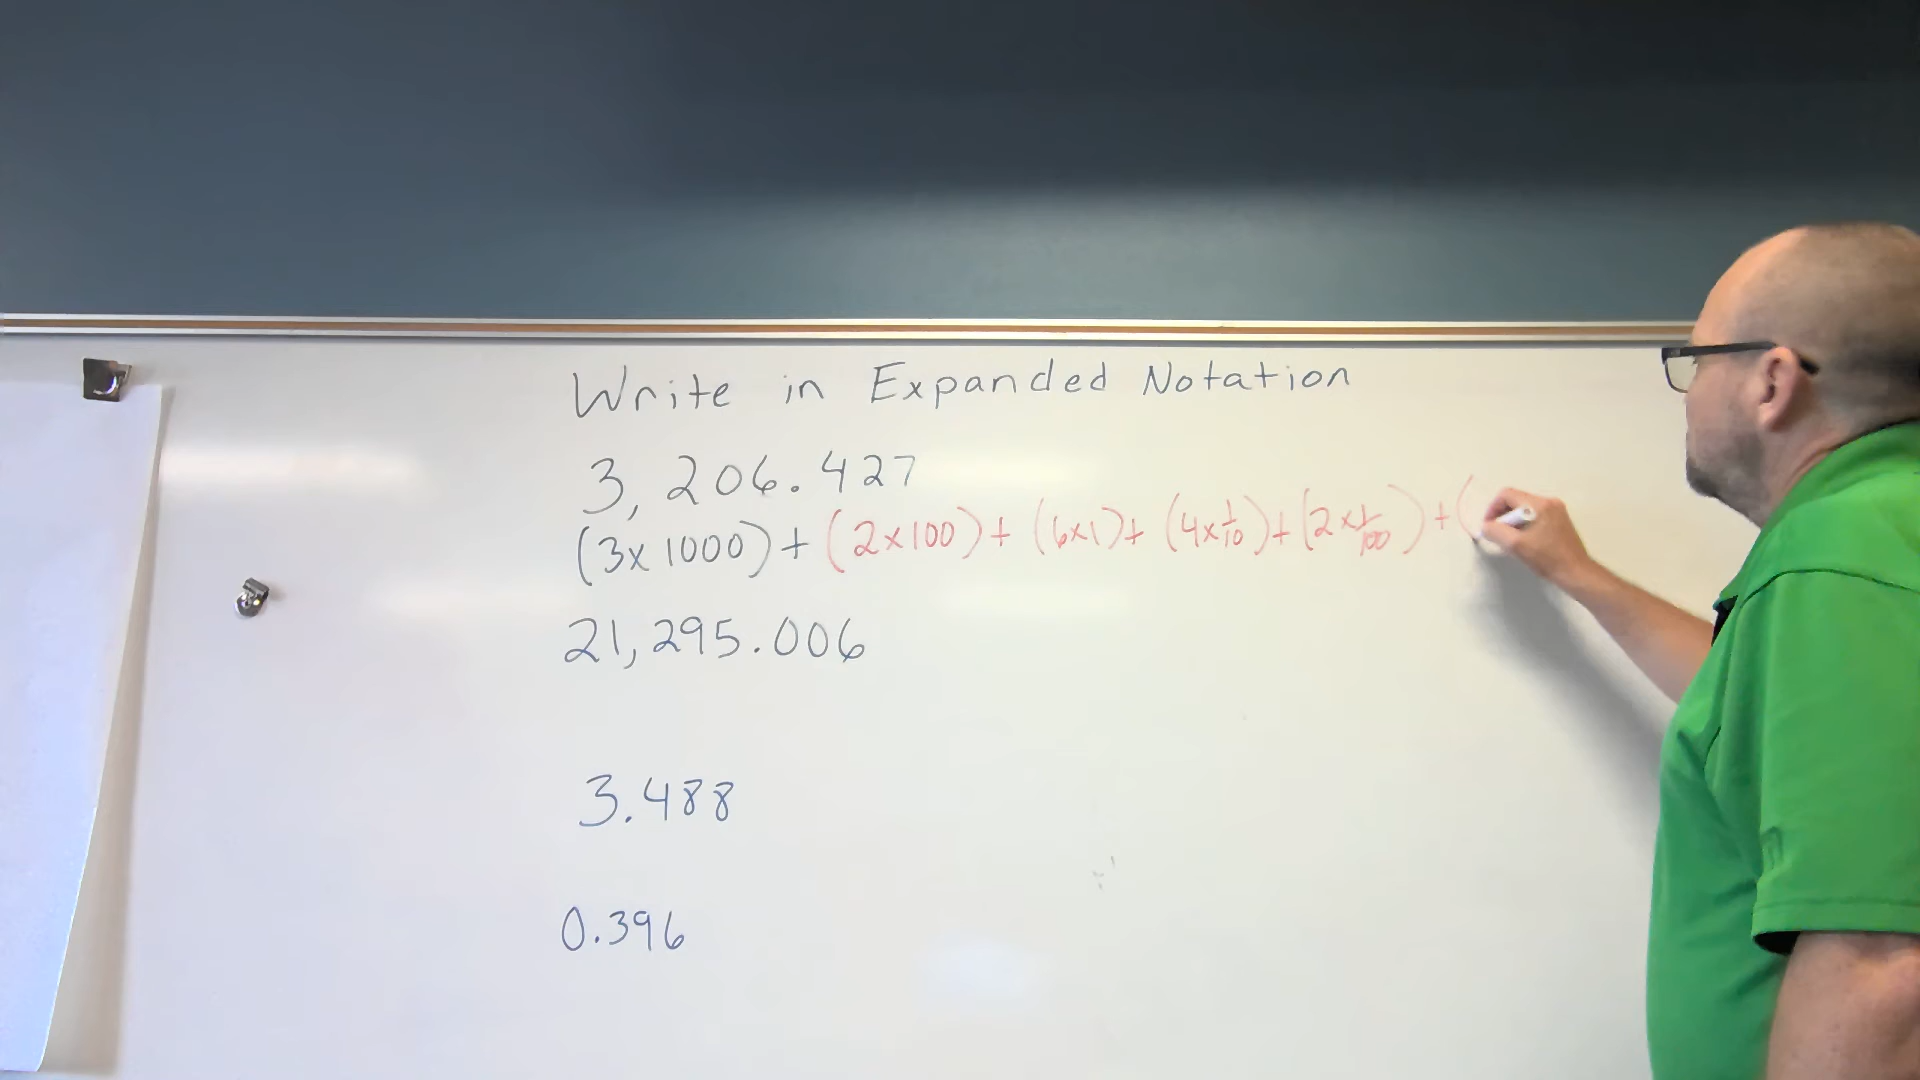 Write in Expanded Notation
3,206.427
(3x1000)+(2x100)+(6x1)+(4x1/10)+(2x1/100)+(
21,295.006
3.488
0.396